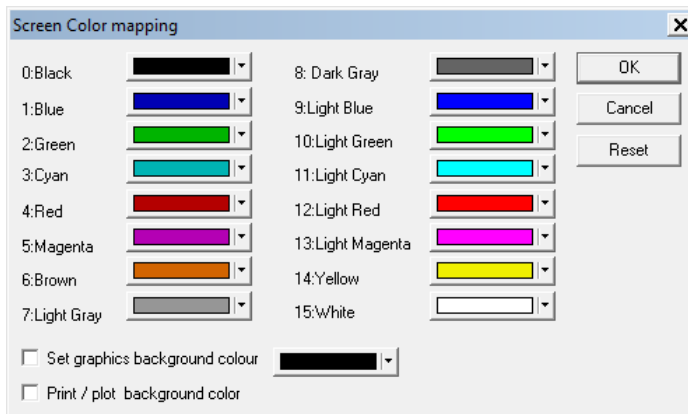 Screen Color mapping
0:Black
1:Blue
2:Green
3:Cyan
4:Red
5:Magenta
6:Brown
7:Light Gray
8: Dark Gray
9:Light Blue
10:Light Green
11:Light Cyan
12:Light Red
13:Light Magenta
14:Yellow
15:White
OK
Cancel
Reset
Set graphics background colour
Print / plot background color